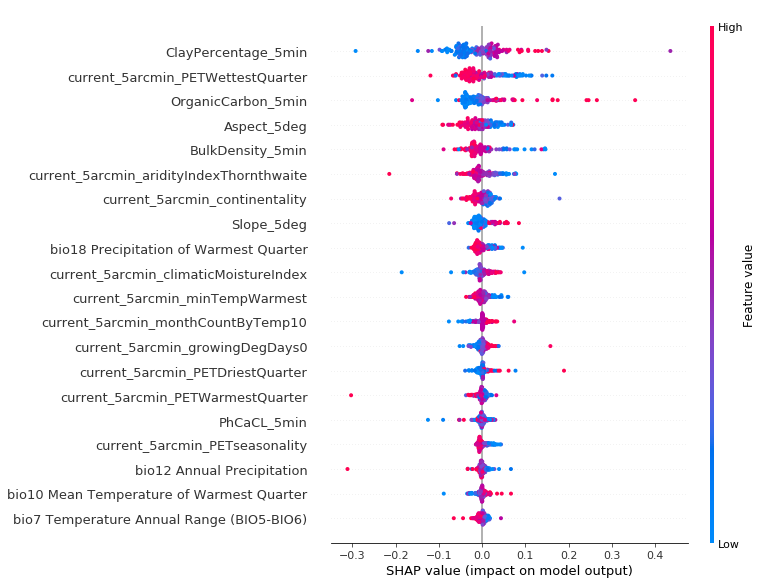 High
ClayPercentage_5min
current_5arcmin_PETWettestQuarter
OrganicCarbon_5min
Aspect_5deg
BulkDensity_5min
current_5arcmin_aridityIndexThornthwaite
current_5arcmin_continentality
Slope_5deg
bio18 Precipitation of Warmest Quarter
current_5arcmin_climaticMoistureIndex
current_5arcmin_minTempWarmest
current_5arcmin_monthCountByTemp10
current_5arcmin_growingDegDays0
current_5arcmin_PETDriestQuarter
current_5arcmin_PETWarmestQuarter
PhCaCL_5min
current_5arcmin_PETseasonality
bio12 Annual Precipitation
bio10 Mean Temperature of Warmest Quarter
bio7 Temperature Annual Range (BIO5-BIO6)
Feature value
Low
−0.3 −0.2 −0.1 0.0 0.1 0.2 0.3 0.4
SHAP value (impact on model output)